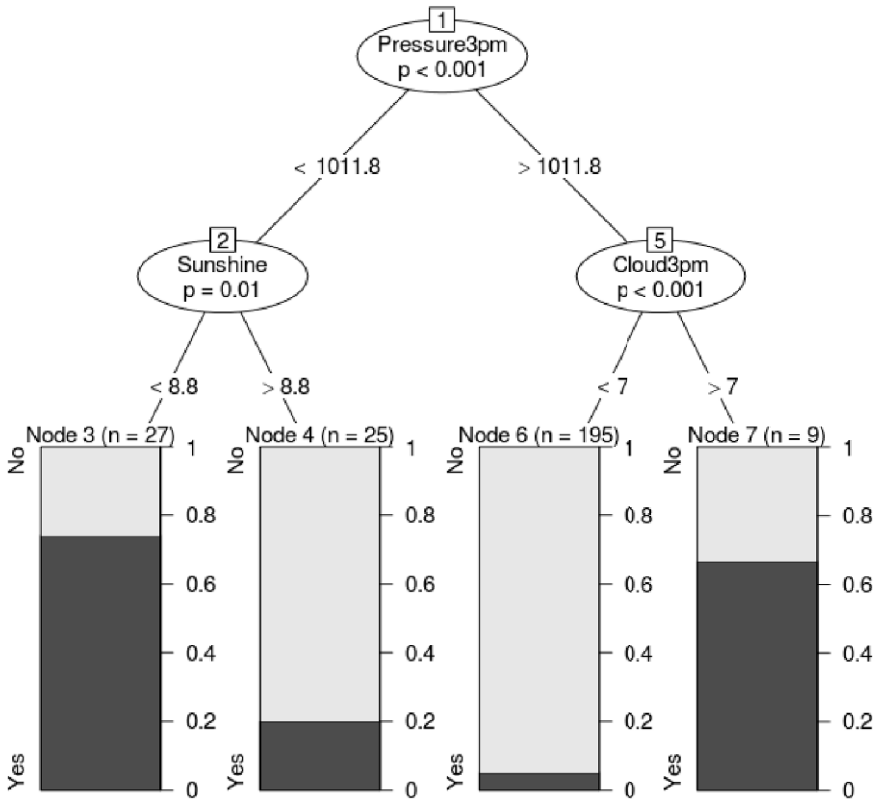 1
Pressure3pm
p < 0.001
< 1011.8
> 1011.8
2
Sunshine
p = 0.01
5
Cloud3pm
p < 0.001
< 8.8
> 8.8
< 7
> 7
Node 3 (n = 27)
No
Yes
1
0.8
0.6
0.4
0.2
0
Node 4 (n = 25)
No
Yes
1
0.8
0.6
0.4
0.2
0
Node 6 (n = 195)
No
Yes
1
0.8
0.6
0.4
0.2
0
Node 7 (n = 9)
No
Yes
1
0.8
0.6
0.4
0.2
0